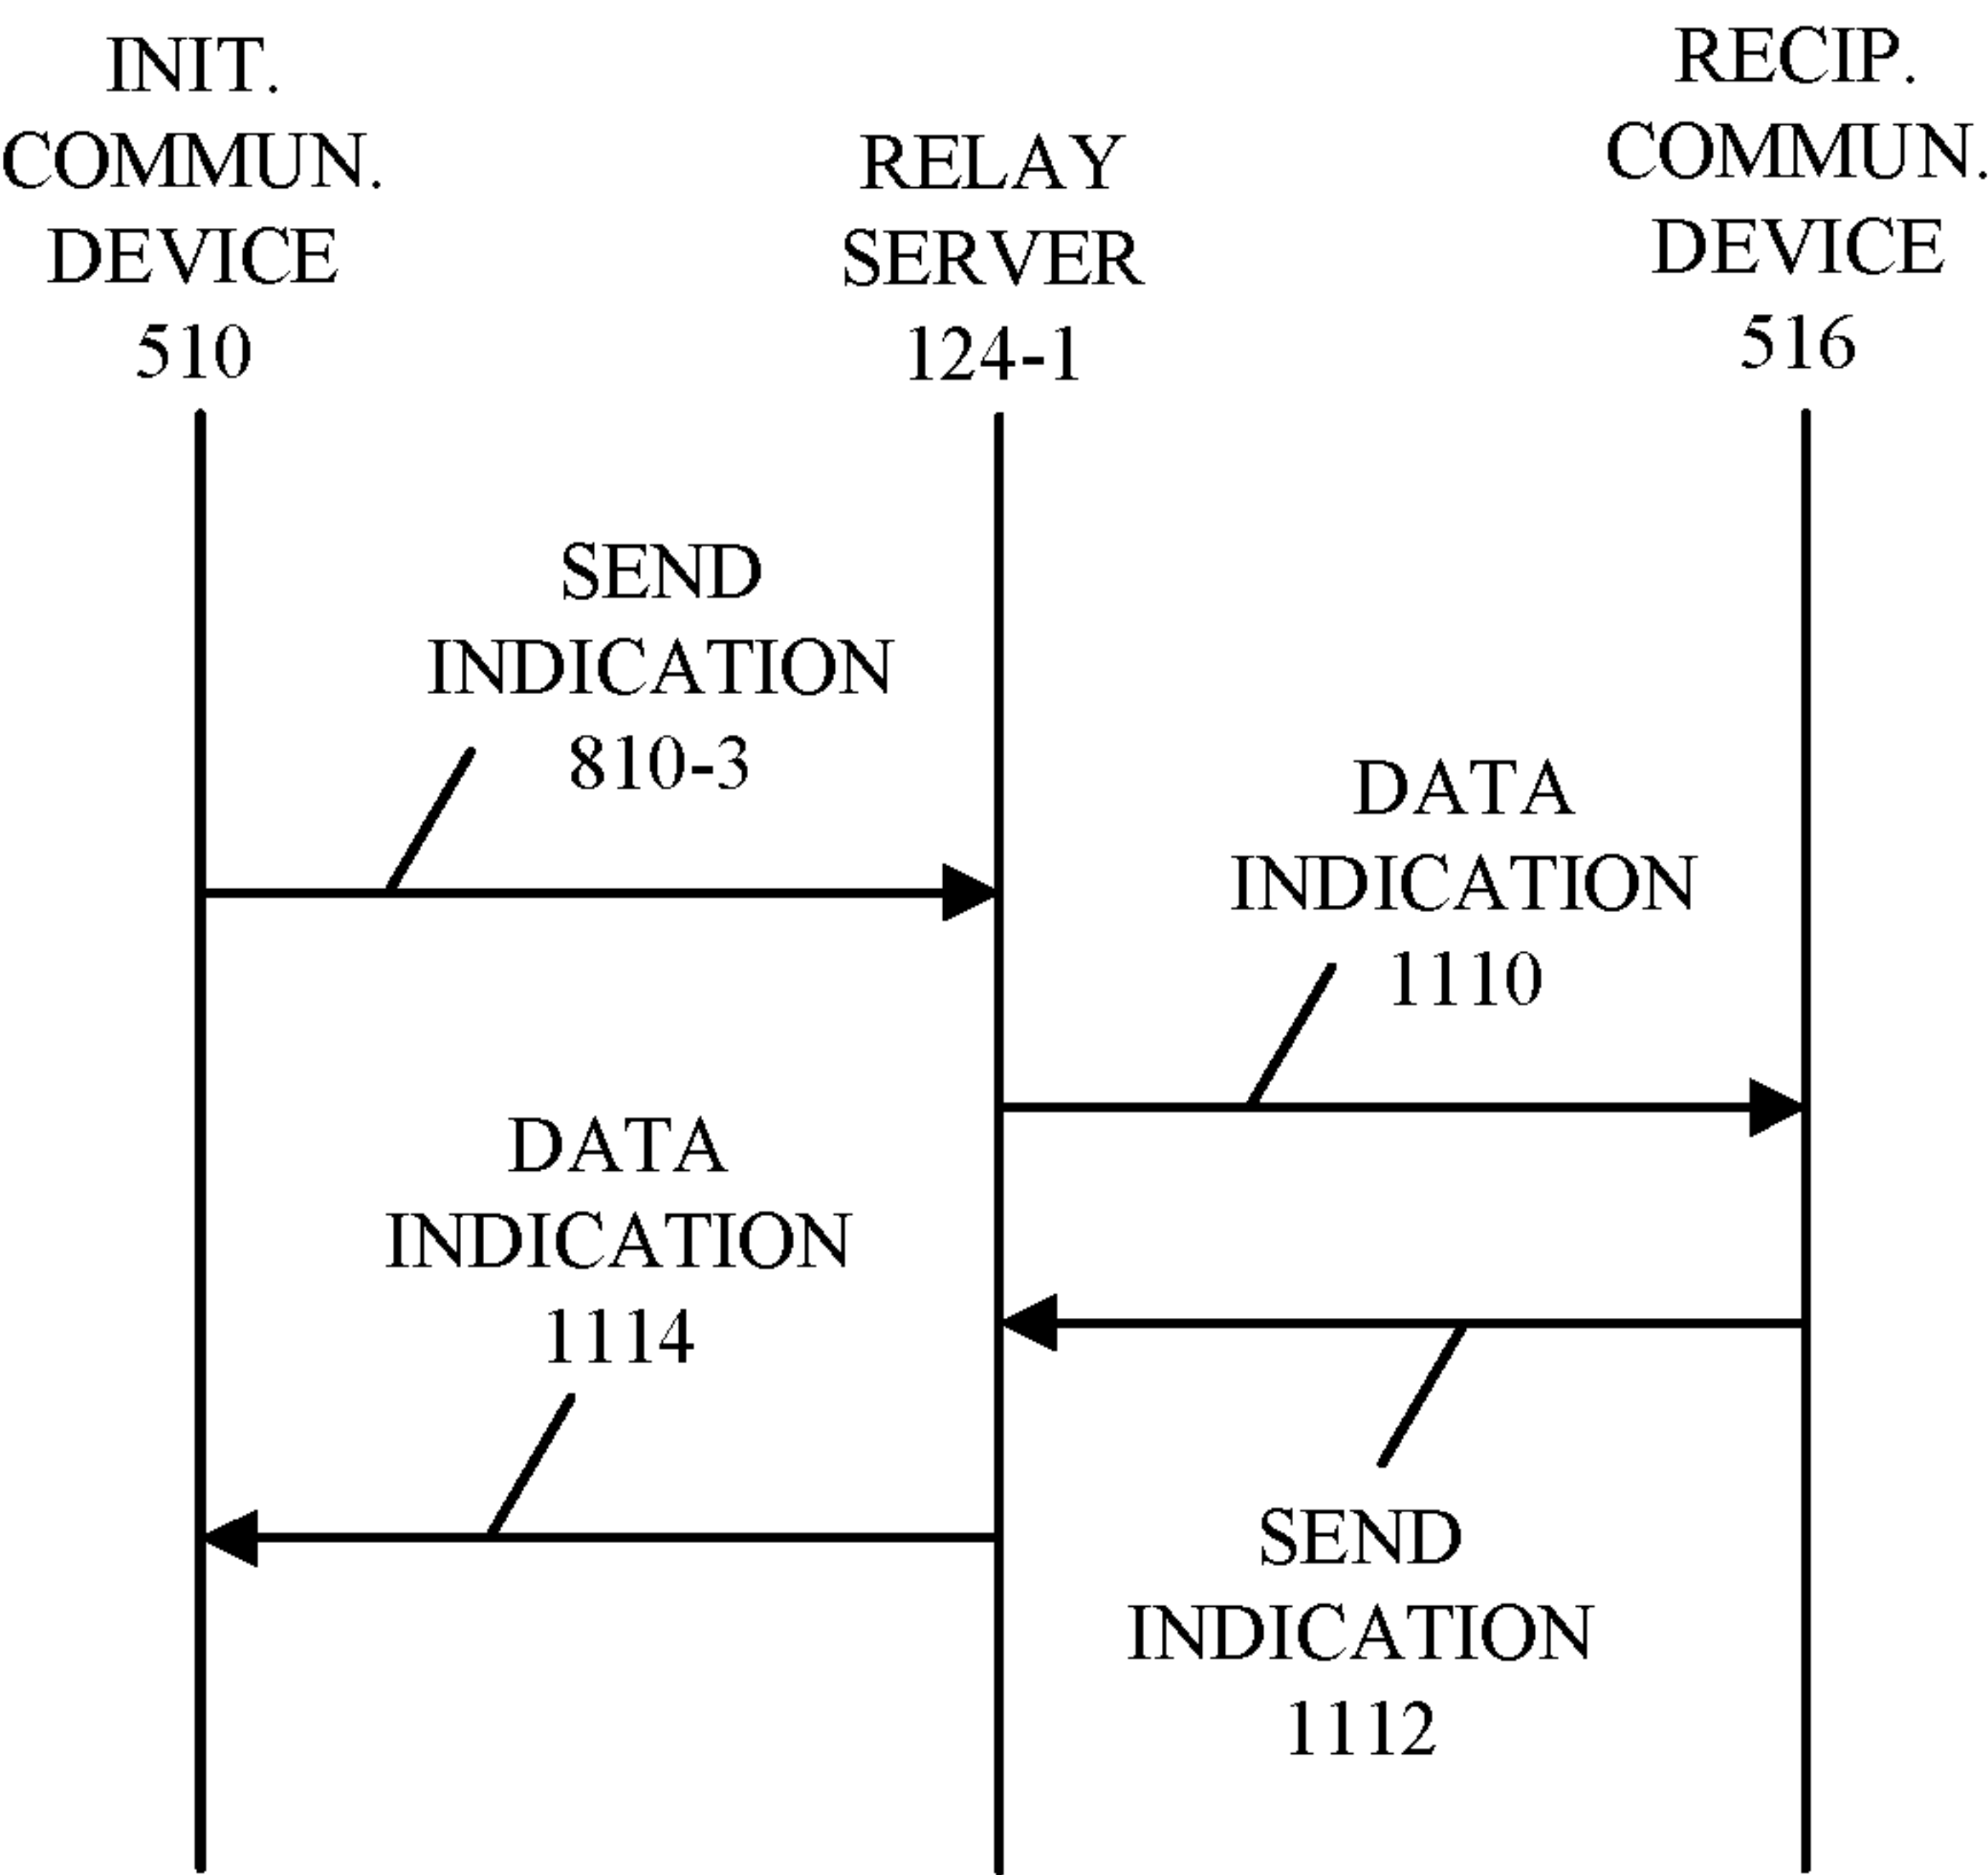 INIT.
COMMUN.
DEVICE
510
RELAY
SERVER
124-1
RECIP.
COMMUN.
DEVICE
516
SEND
INDICATION
810-3
DATA
INDICATION
1110
DATA
INDICATION
1114
SEND
INDICATION
1112